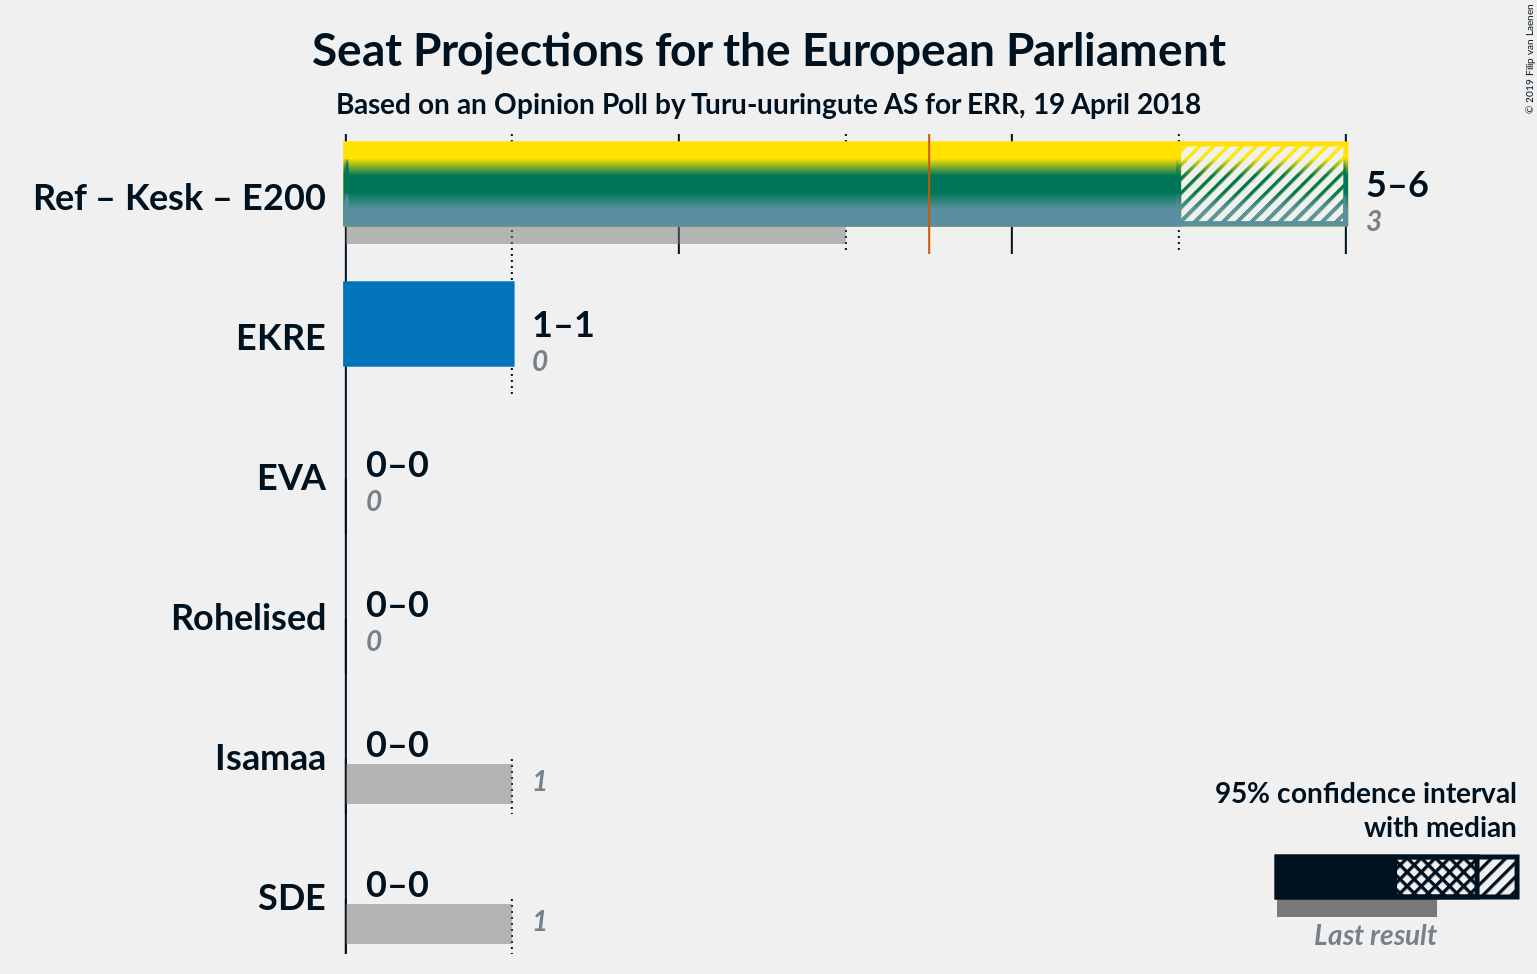 Seat Projections for the European Parliament
Based on an Opinion Poll by Turu-uuringute AS for ERR, 19 April 2018
© 2019 Filip van Laenen
Ref – Kesk – E200
5–6
3
EKRE
1–1
0
EVA
0–0
0
Rohelised
0–0
0
Isamaa
0–0
1
SDE
0–0
1
95% confidence interval
with median
Last result